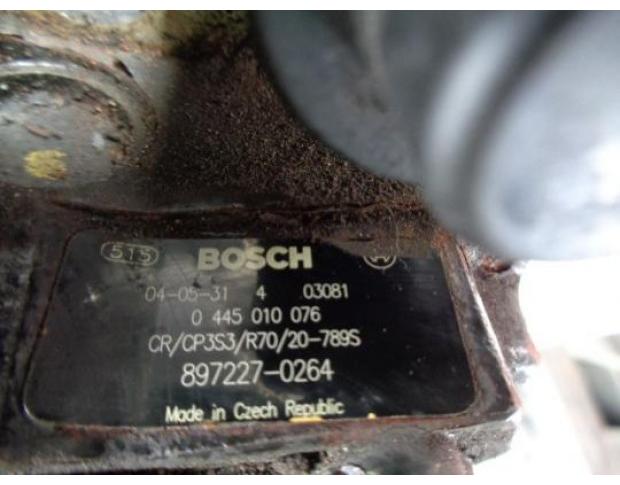 515 BOSCH
04-05-31 4 03081
0 445 010 076
CR/CP3S3/R70/20-789S
897227-0264
Made in Czech Republic